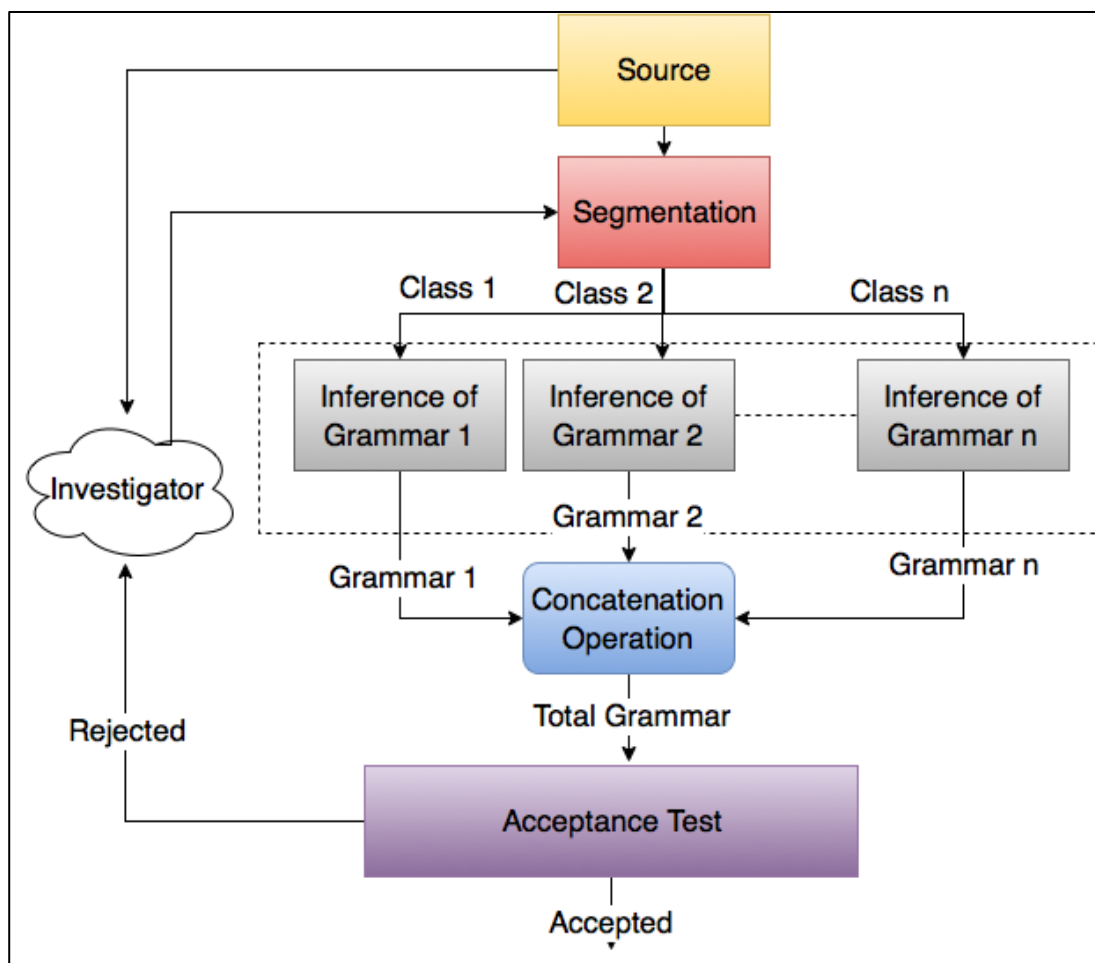 Source
Segmentation
Class 1
Class 2
Class n
Inference of
Grammar 1
Inference of
Grammar 2
Inference of
Grammar n
Investigator
Grammar 2
Grammar 1
Grammar n
Concatenation
Operation
Total Grammar
Rejected
Acceptance Test
Accepted